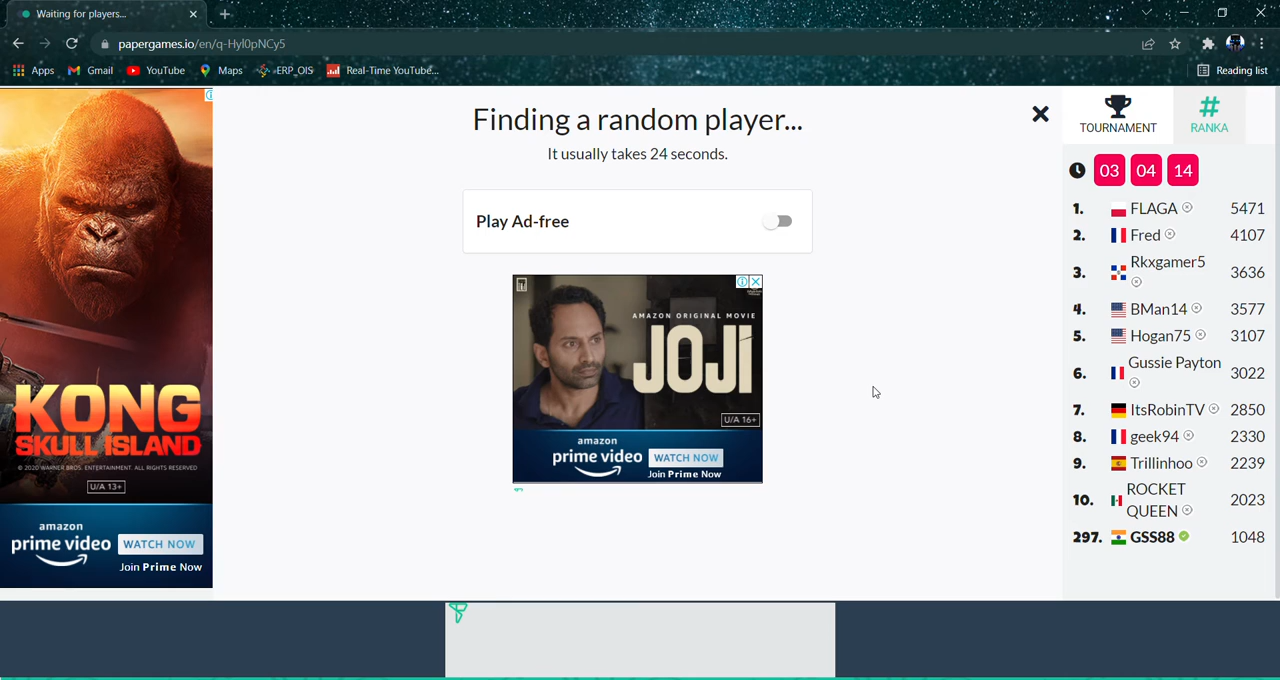 Waiting for players...
papergames.io/en/q-Hyl0pNCy5
Apps Gmail YouTube Maps ERP_OIS Real-Time YouTube... Reading list
KONG
SKULL ISLAND
© 2020 WARNER BROS. ENTERTAINMENT. ALL RIGHTS RESERVED
U/A 13+
amazon
prime video WATCH NOW
Join Prime Now
Finding a random player...
It usually takes 24 seconds.
Play Ad-free
AMAZON ORIGINAL MOVIE
JOJI
U/A 16+
amazon
prime video WATCH NOW
Join Prime Now
TOURNAMENT
#
RANKA
03 04 14
1. FLAGA 5471
2. Fred 4107
3. Rkxgamer5 3636
4. BMan14 3577
5. Hogan75 3107
6. Gussie Payton 3022
7. ItsRobinTV 2850
8. geek94 2330
9. Trillinhoo 2239
10. ROCKET
QUEEN 2023
297. GSS88 1048